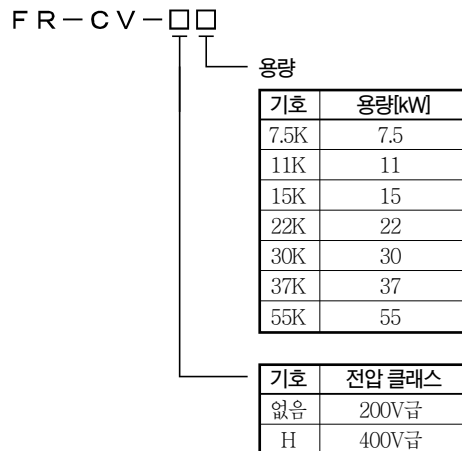 FR-CV-□□
용량
기호 용량[kW]
7.5K 7.5
11K 11
15K 15
22K 22
30K 30
37K 37
55K 55
기호 전압 클래스
없음 200V급
H 400V급